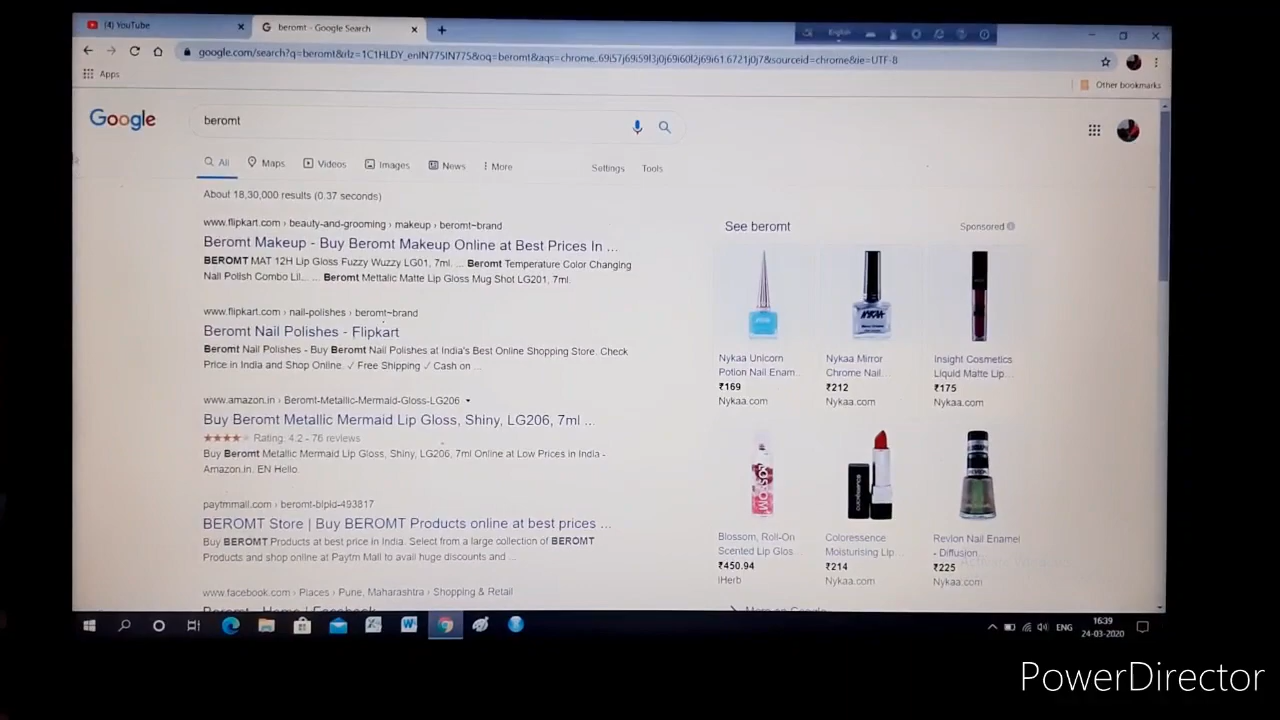 (4) YouTube
beromt - Google Search
English
google.com/search?q=beromt&rlz=1C1HLDY_enIN775IN775&oq=beromt&aqs=chrome..69i57j69i59l3j0j69i60l2j69i61.6721j0j7&sourceid=chrome&ie=UTF-8
Apps
Other bookmarks
Google
beromt
All
Maps
Videos
Images
News
More
Settings
Tools
About 18,30,000 results (0.37 seconds)
www.flipkart.com › beauty-and-grooming › makeup › beromt~brand
Beromt Makeup - Buy Beromt Makeup Online at Best Prices In ...
BEROMT MAT 12H Lip Gloss Fuzzy Wuzzy LG01, 7ml. ... Beromt Temperature Color Changing
Nail Polish Combo Lil... ... Beromt Mettalic Matte Lip Gloss Mug Shot LG201, 7ml.
www.flipkart.com › nail-polishes › beromt~brand
Beromt Nail Polishes - Flipkart
Beromt Nail Polishes - Buy Beromt Nail Polishes at India's Best Online Shopping Store. Check
Price in India and Shop Online. ✓ Free Shipping ✓ Cash on ...
www.amazon.in › Beromt-Metallic-Mermaid-Gloss-LG206
Buy Beromt Metallic Mermaid Lip Gloss, Shiny, LG206, 7ml ...
Rating: 4.2 - 76 reviews
Buy Beromt Metallic Mermaid Lip Gloss, Shiny, LG206, 7ml Online at Low Prices in India -
Amazon.in. EN Hello.
paytmmall.com › beromt-blpid-493817
BEROMT Store | Buy BEROMT Products online at best prices ...
Buy BEROMT Products at best price in India. Select from a large collection of BEROMT
Products and shop online at Paytm Mall to avail huge discounts and ...
www.facebook.com › Places › Pune, Maharashtra › Shopping & Retail
Beromt - Home | Facebook
See beromt
Sponsored
Nykaa Unicorn
Potion Nail Enam...
₹169
Nykaa.com
Nykaa Mirror
Chrome Nail...
₹212
Nykaa.com
Insight Cosmetics
Liquid Matte Lip...
₹175
Nykaa.com
NYKAA
BLOSSOM
Coloressence
REVLON
Blossom, Roll-On
Scented Lip Glos...
₹450.94
iHerb
Coloressence
Moisturising Lip...
₹214
Nykaa.com
Revlon Nail Enamel
- Diffusion...
₹225
Nykaa.com
More on Google
ENG
16:39
24-03-2020
PowerDirector